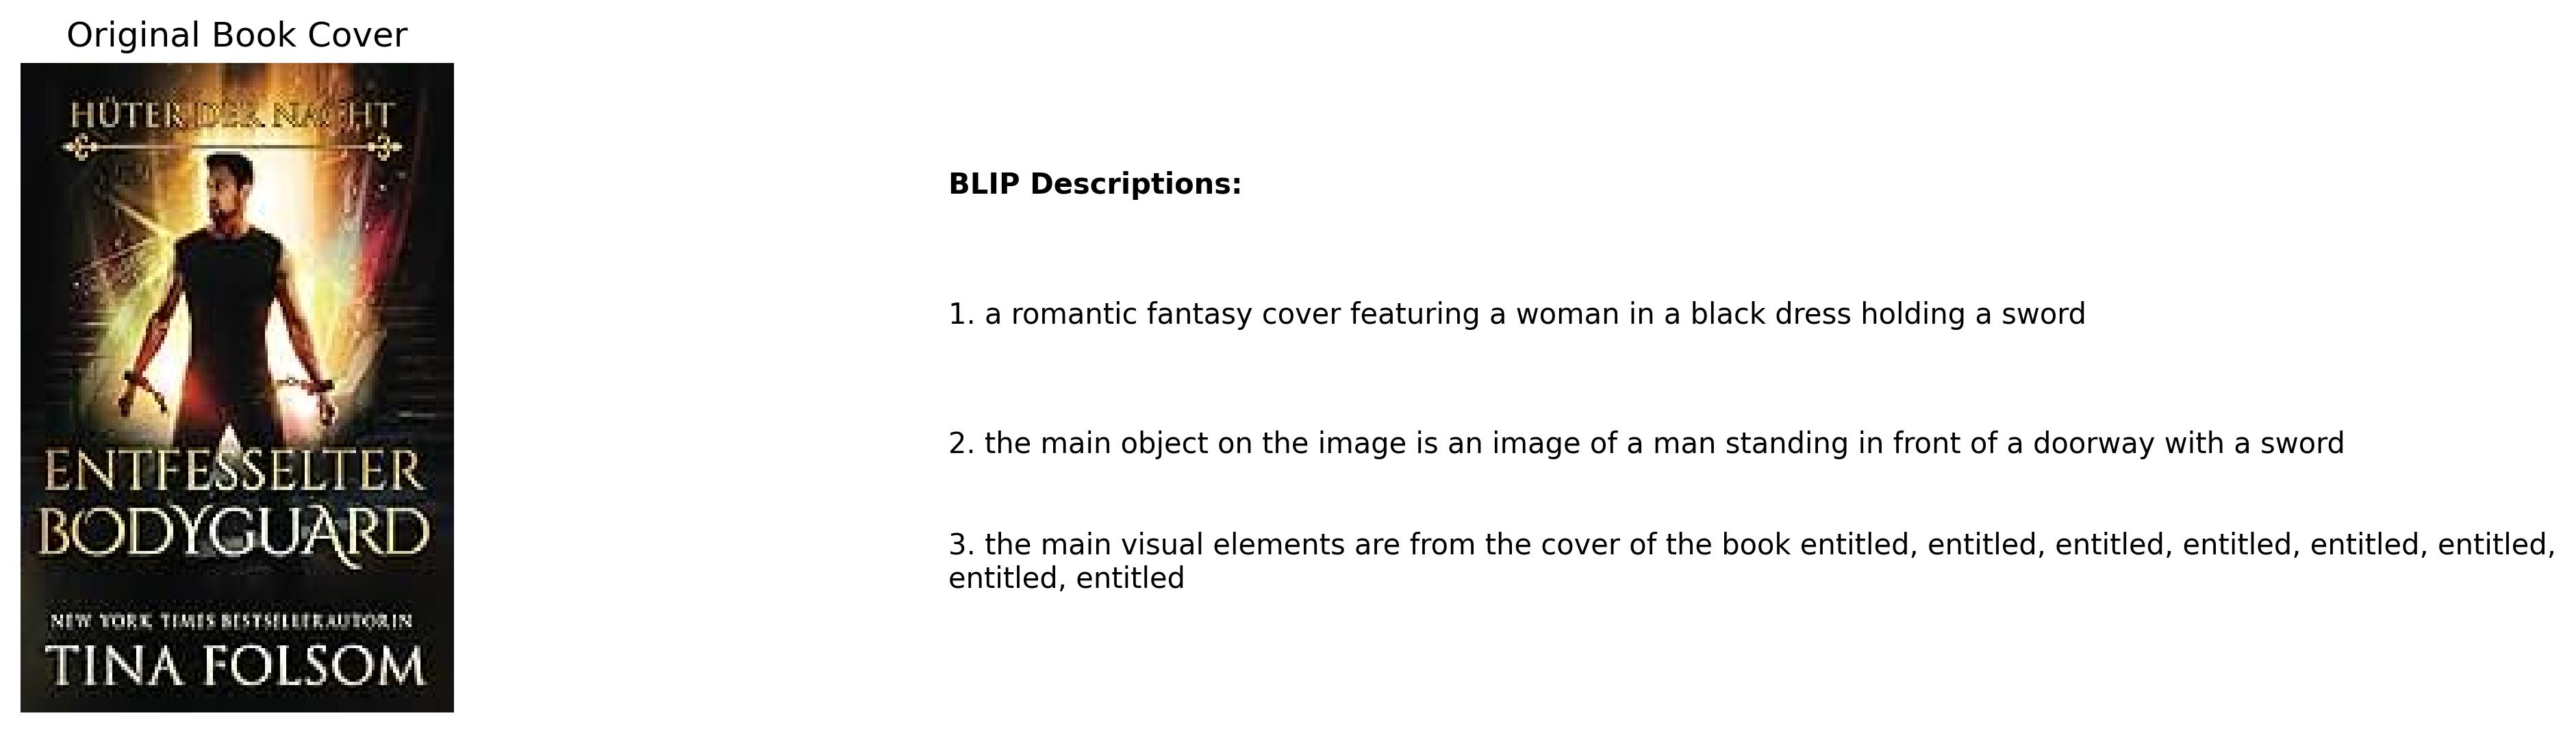 Original Book Cover
HÜTER DER NACHT
ENTFESSELTER
BODYGUARD
NEW YORK TIMES BESTSELLERAUTORIN
TINA FOLSOM
BLIP Descriptions:
1. a romantic fantasy cover featuring a woman in a black dress holding a sword
2. the main object on the image is an image of a man standing in front of a doorway with a sword
3. the main visual elements are from the cover of the book entitled, entitled, entitled, entitled, entitled, entitled,
entitled, entitled